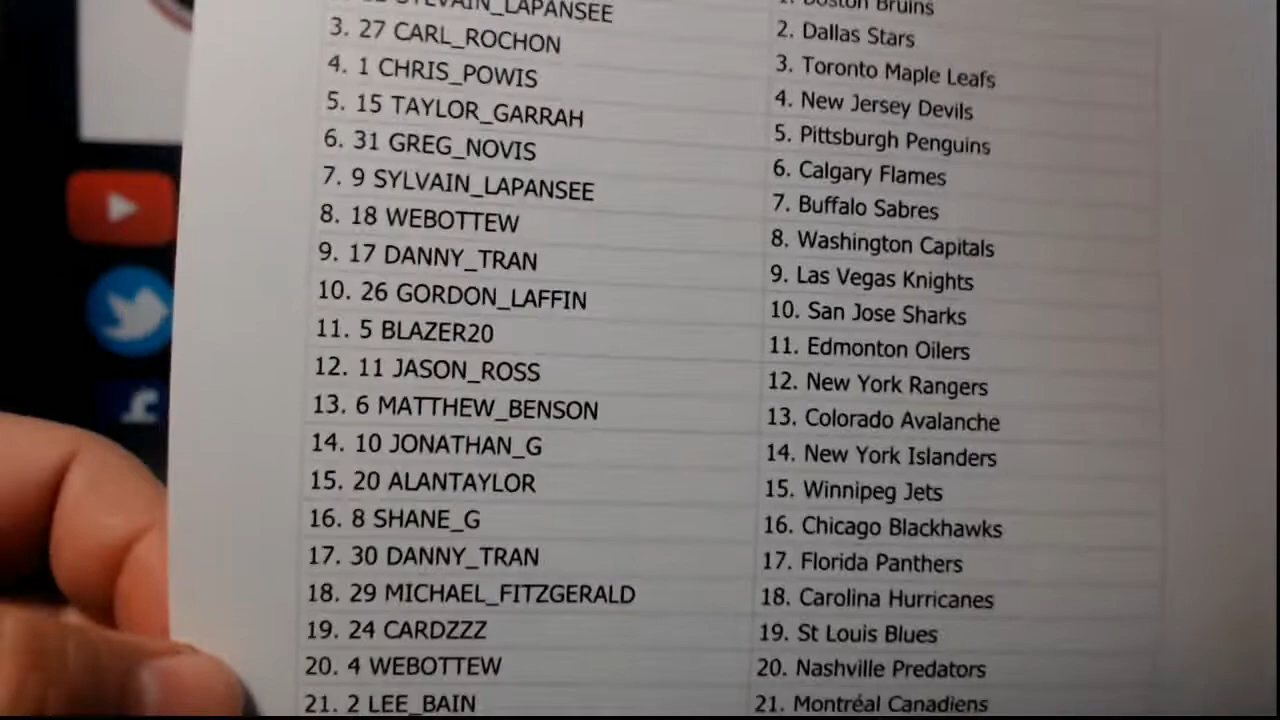 SYLVAIN_LAPANSEE Boston Bruins
3. 27 CARL_ROCHON 2. Dallas Stars
4. 1 CHRIS_POWIS 3. Toronto Maple Leafs
5. 15 TAYLOR_GARRAH 4. New Jersey Devils
6. 31 GREG_NOVIS 5. Pittsburgh Penguins
7. 9 SYLVAIN_LAPANSEE 6. Calgary Flames
8. 18 WEBOTTEW 7. Buffalo Sabres
9. 17 DANNY_TRAN 8. Washington Capitals
10. 26 GORDON_LAFFIN 9. Las Vegas Knights
11. 5 BLAZER20 10. San Jose Sharks
12. 11 JASON_ROSS 11. Edmonton Oilers
13. 6 MATTHEW_BENSON 12. New York Rangers
14. 10 JONATHAN_G 13. Colorado Avalanche
15. 20 ALANTAYLOR 14. New York Islanders
16. 8 SHANE_G 15. Winnipeg Jets
17. 30 DANNY_TRAN 16. Chicago Blackhawks
18. 29 MICHAEL_FITZGERALD 17. Florida Panthers
19. 24 CARDZZZ 18. Carolina Hurricanes
20. 4 WEBOTTEW 19. St Louis Blues
21. 2 LEE_BAIN 20. Nashville Predators
21. Montréal Canadiens